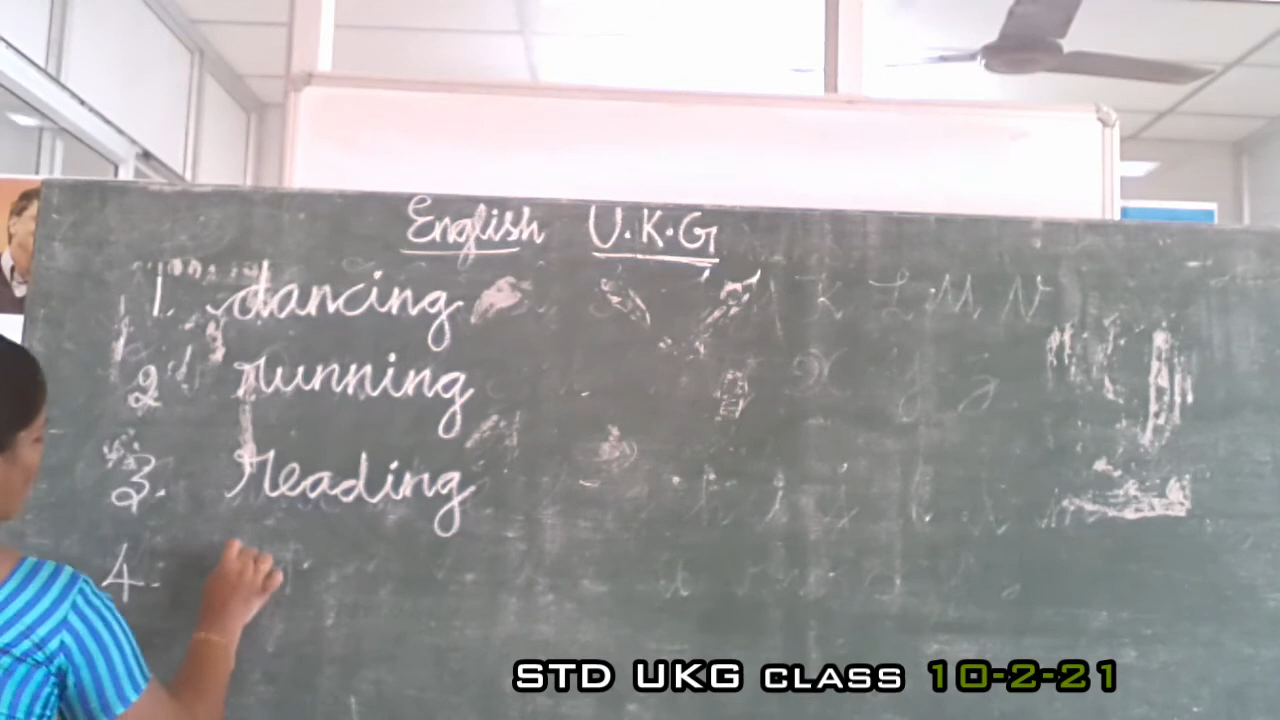 English U.K.G
1. dancing
K L M N
2 running
3. reading
4.
STD UKG CLASS 10-2-21